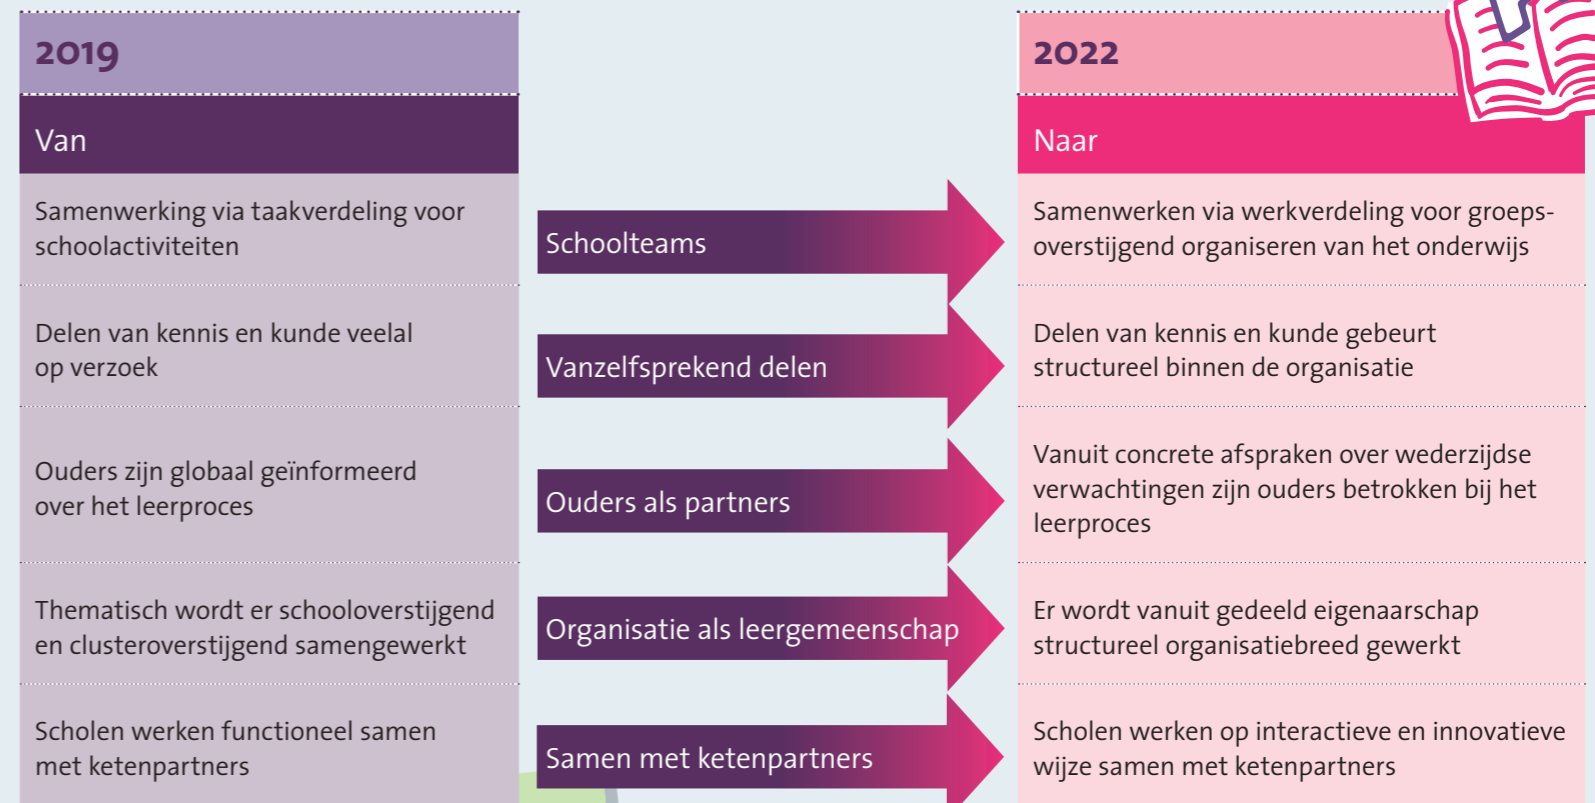 2019
2022
Van
Naar
Samenwerking via taakverdeling voor
schoolactiviteiten
Schoolteams
Samenwerken via werkverdeling voor groeps-
overstijgend organiseren van het onderwijs
Delen van kennis en kunde veelal
op verzoek
Vanzelfsprekend delen
Delen van kennis en kunde gebeurt
structureel binnen de organisatie
Ouders zijn globaal geïnformeerd
over het leerproces
Ouders als partners
Vanuit concrete afspraken over wederzijdse
verwachtingen zijn ouders betrokken bij het
leerproces
Thematisch wordt er schooloverstijgend
en clusteroverstijgend samengewerkt
Organisatie als leergemeenschap
Er wordt vanuit gedeeld eigenaarschap
structureel organisatiebreed gewerkt
Scholen werken functioneel samen
met ketenpartners
Samen met ketenpartners
Scholen werken op interactieve en innovatieve
wijze samen met ketenpartners